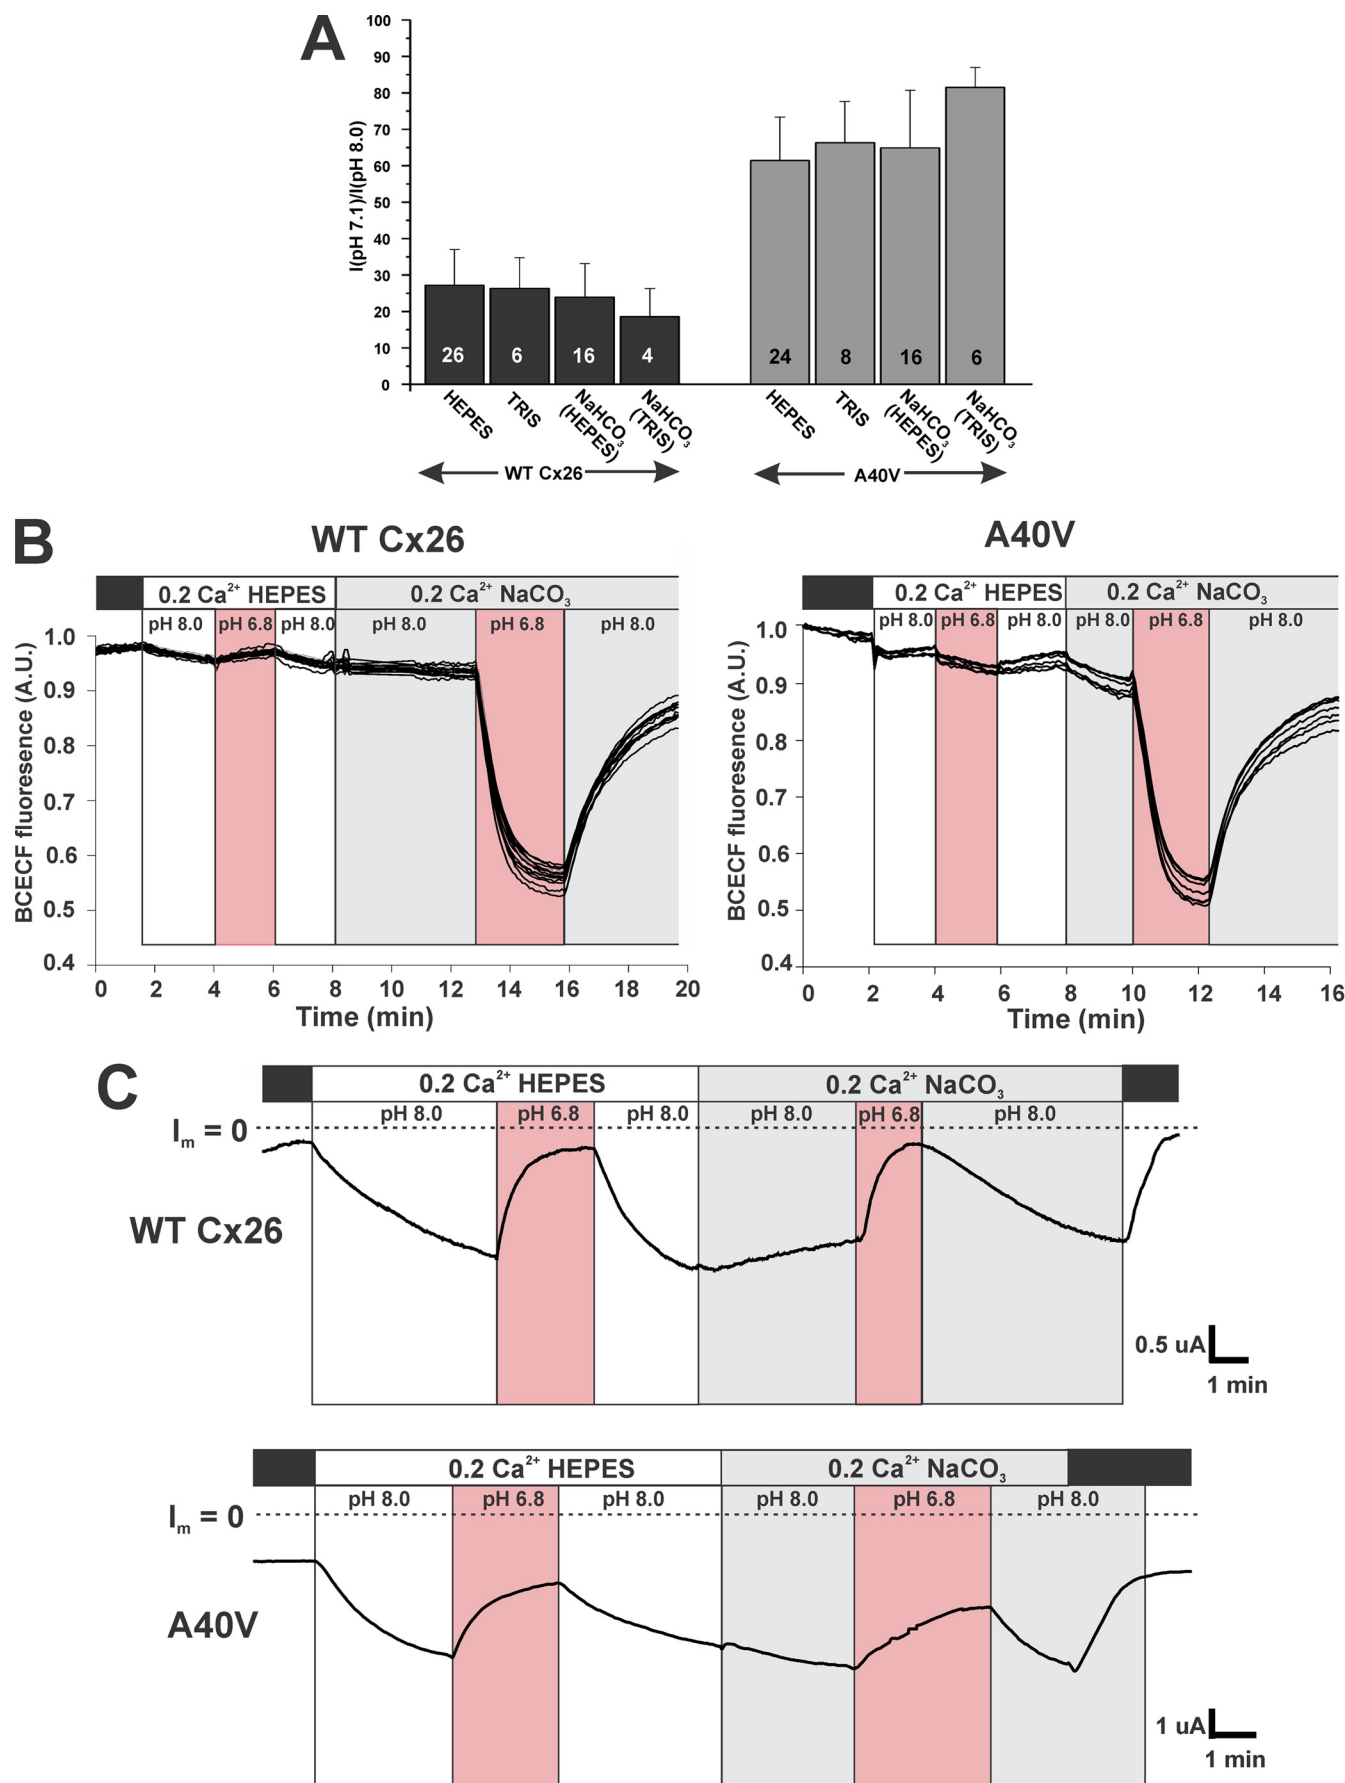 A
I(pH 7.1)/I(pH 8.0)
100
90
80
70
60
50
40
30
20
10
0
26
6
16
4
24
8
16
6
HEPES
TRIS
NaHCO3
(HEPES)
NaHCO3
(TRIS)
HEPES
TRIS
NaHCO3
(HEPES)
NaHCO3
(TRIS)
WT Cx26
A40V
B
WT Cx26
0.2 Ca2+ HEPES
0.2 Ca2+ NaCO3
pH 8.0
pH 6.8
pH 8.0
pH 8.0
pH 6.8
pH 8.0
BCECF fluoresence (A.U.)
1.0
0.9
0.8
0.7
0.6
0.5
0.4
0 2 4 6 8 10 12 14 16 18 20
Time (min)
A40V
0.2 Ca2+ HEPES
0.2 Ca2+ NaCO3
pH 8.0
pH 6.8
pH 8.0
pH 8.0
pH 6.8
pH 8.0
BCECF fluoresence (A.U.)
1.0
0.9
0.8
0.7
0.6
0.5
0.4
0 2 4 6 8 10 12 14 16
Time (min)
C
0.2 Ca2+ HEPES
0.2 Ca2+ NaCO3
pH 8.0
pH 6.8
pH 8.0
pH 8.0
pH 6.8
pH 8.0
Im = 0
WT Cx26
0.5 uA
1 min
0.2 Ca2+ HEPES
0.2 Ca2+ NaCO3
pH 8.0
pH 6.8
pH 8.0
pH 8.0
pH 6.8
pH 8.0
Im = 0
A40V
1 uA
1 min